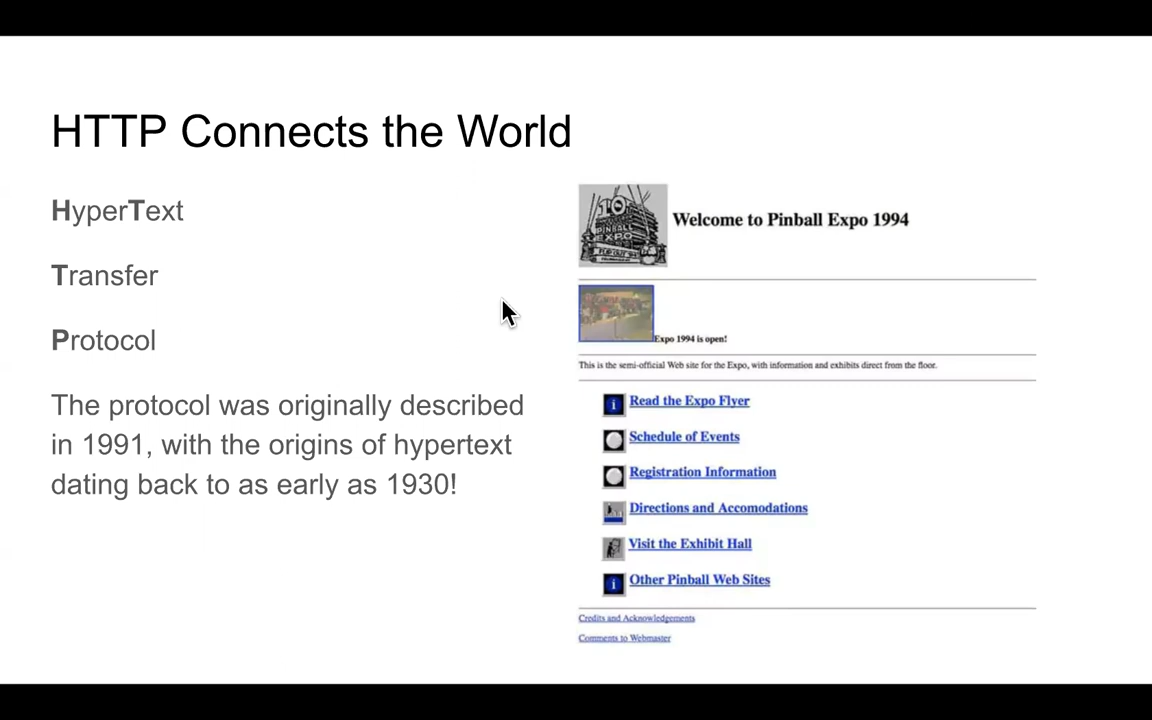 HTTP Connects the World
HyperText
Transfer
Protocol
The protocol was originally described
in 1991, with the origins of hypertext
dating back to as early as 1930!
10
PINBALL
EXPO
Welcome to Pinball Expo 1994
Expo 1994 is open!
This is the semi-official Web site for the Expo, with information and exhibits direct from the floor.
Read the Expo Flyer
Schedule of Events
Registration Information
Directions and Accomodations
Visit the Exhibit Hall
Other Pinball Web Sites
Credits and Acknowledgements
Comments to Webmaster